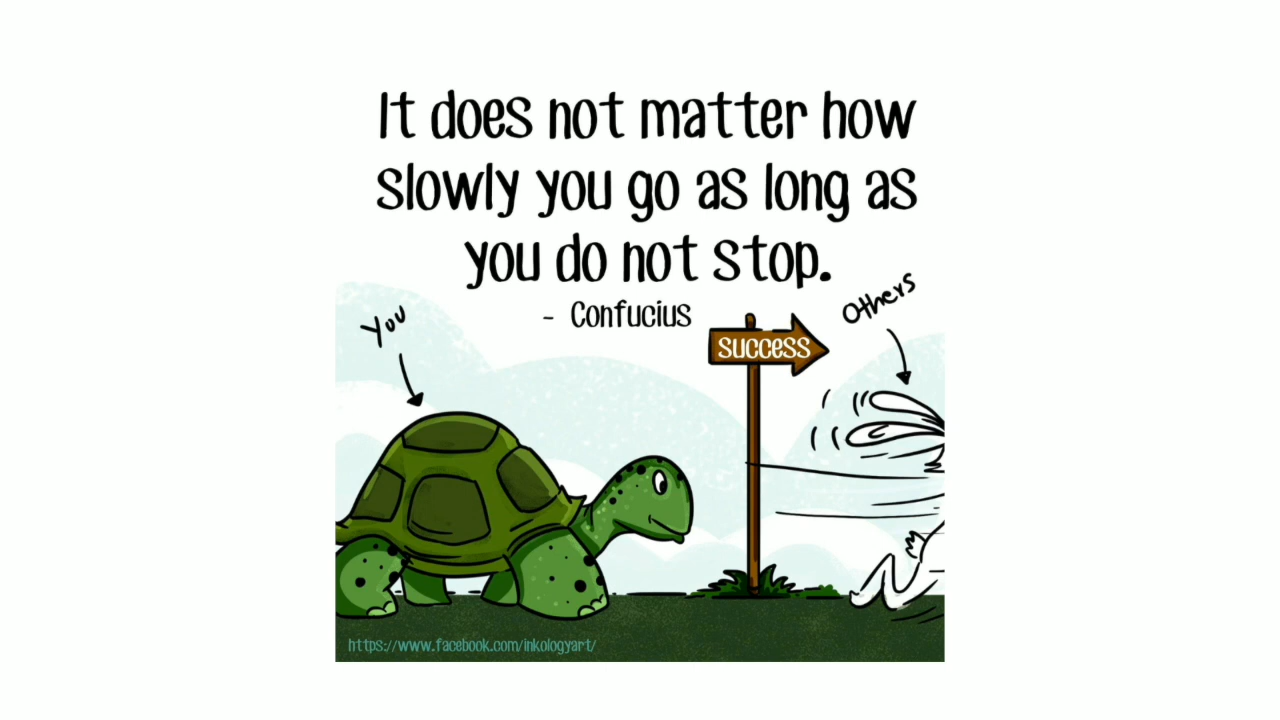 It does not matter how
slowly you go as long as
you do not stop.
- Confucius
You
success
Others
https://www.facebook.com/inkologyart/